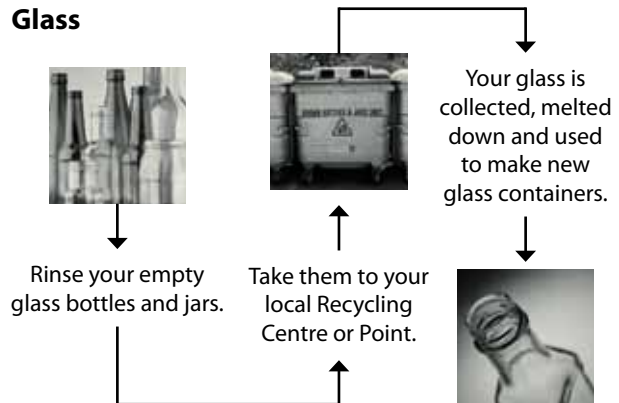 Glass
Rinse your empty
glass bottles and jars.
Take them to your
local Recycling
Centre or Point.
Your glass is
collected, melted
down and used
to make new
glass containers.